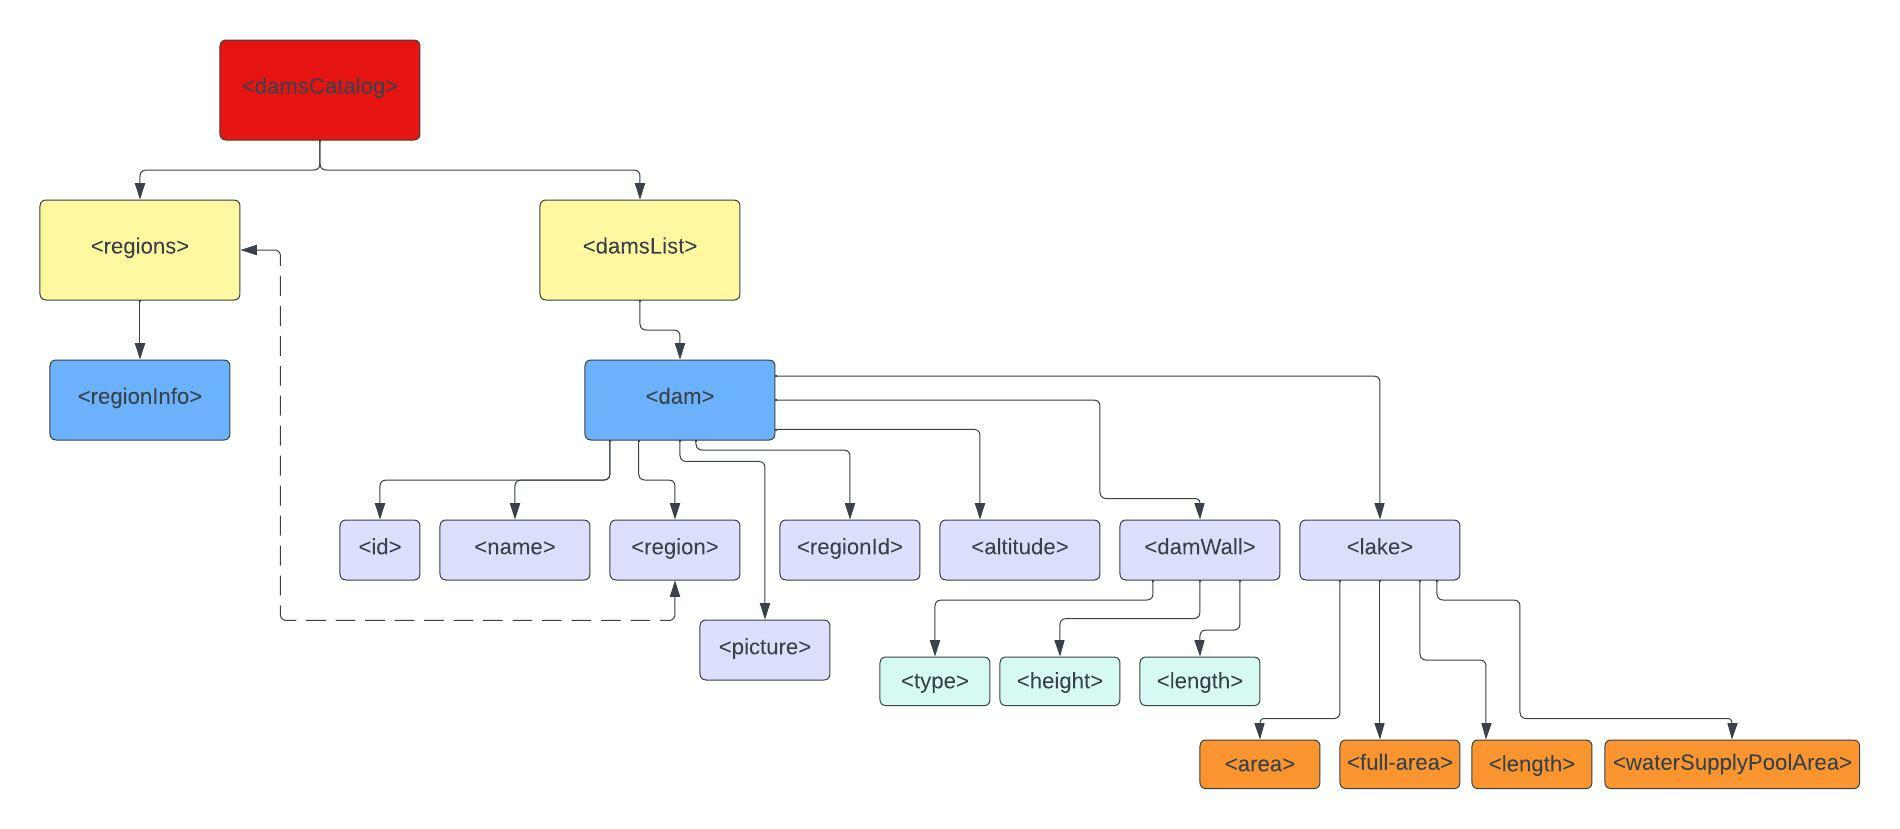 <damsCatalog>
<regions>
<damsList>
<regionInfo>
<dam>
<id>
<name>
<region>
<regionId>
<altitude>
<damWall>
<lake>
<picture>
<type>
<height>
<length>
<area>
<full-area>
<length>
<waterSupplyPoolArea>